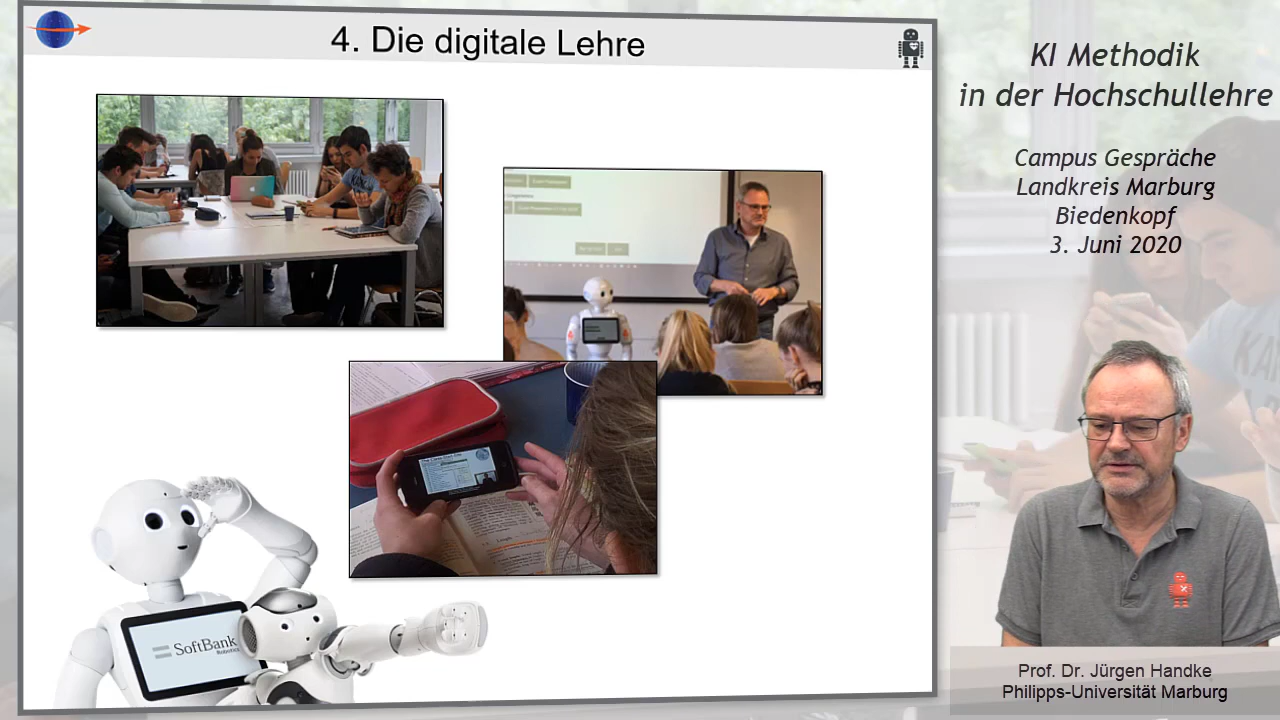 4. Die digitale Lehre
SoftBank
Robotics
KI Methodik
in der Hochschullehre
Campus Gespräche
Landkreis Marburg
Biedenkopf
3. Juni 2020
Prof. Dr. Jürgen Handke
Philipps-Universität Marburg